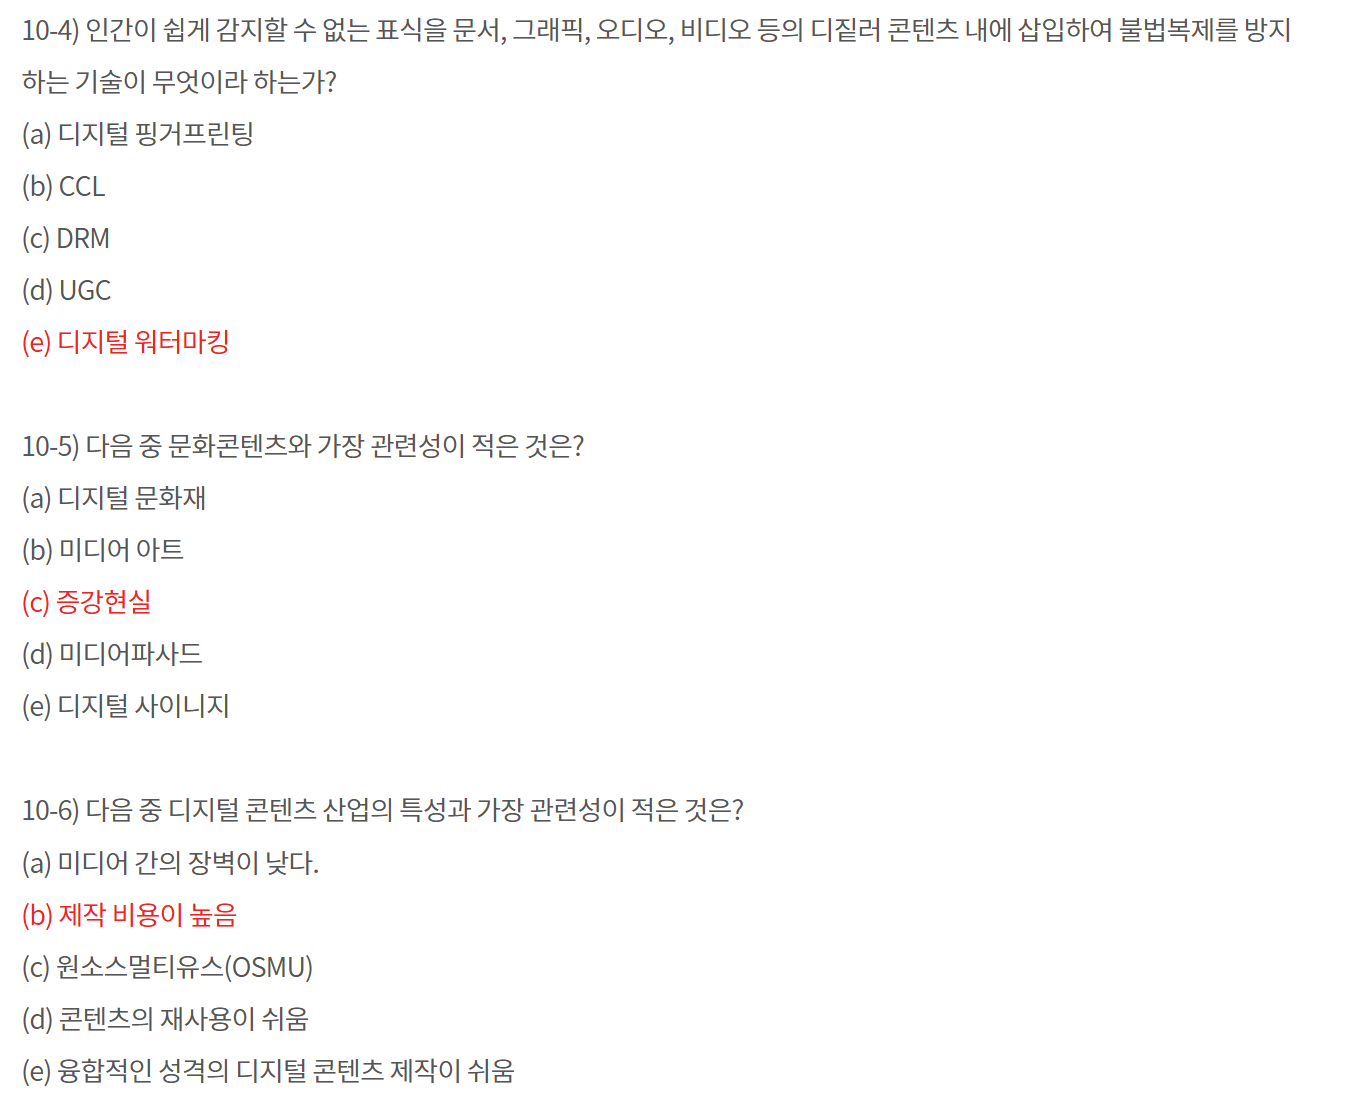 10-4) 인간이 쉽게 감지할 수 없는 표식을 문서, 그래픽, 오디오, 비디오 등의 디짙러 콘텐츠 내에 삽입하여 불법복제를 방지
하는 기술이 무엇이라 하는가?
(a) 디지털 핑거프린팅
(b) CCL
(c) DRM
(d) UGC
(e) 디지털 워터마킹
10-5) 다음 중 문화콘텐츠와 가장 관련성이 적은 것은?
(a) 디지털 문화재
(b) 미디어 아트
(c) 증강현실
(d) 미디어파사드
(e) 디지털 사이니지
10-6) 다음 중 디지털 콘텐츠 산업의 특성과 가장 관련성이 적은 것은?
(a) 미디어 간의 장벽이 낮다.
(b) 제작 비용이 높음
(c) 원소스멀티유스(OSMU)
(d) 콘텐츠의 재사용이 쉬움
(e) 융합적인 성격의 디지털 콘텐츠 제작이 쉬움